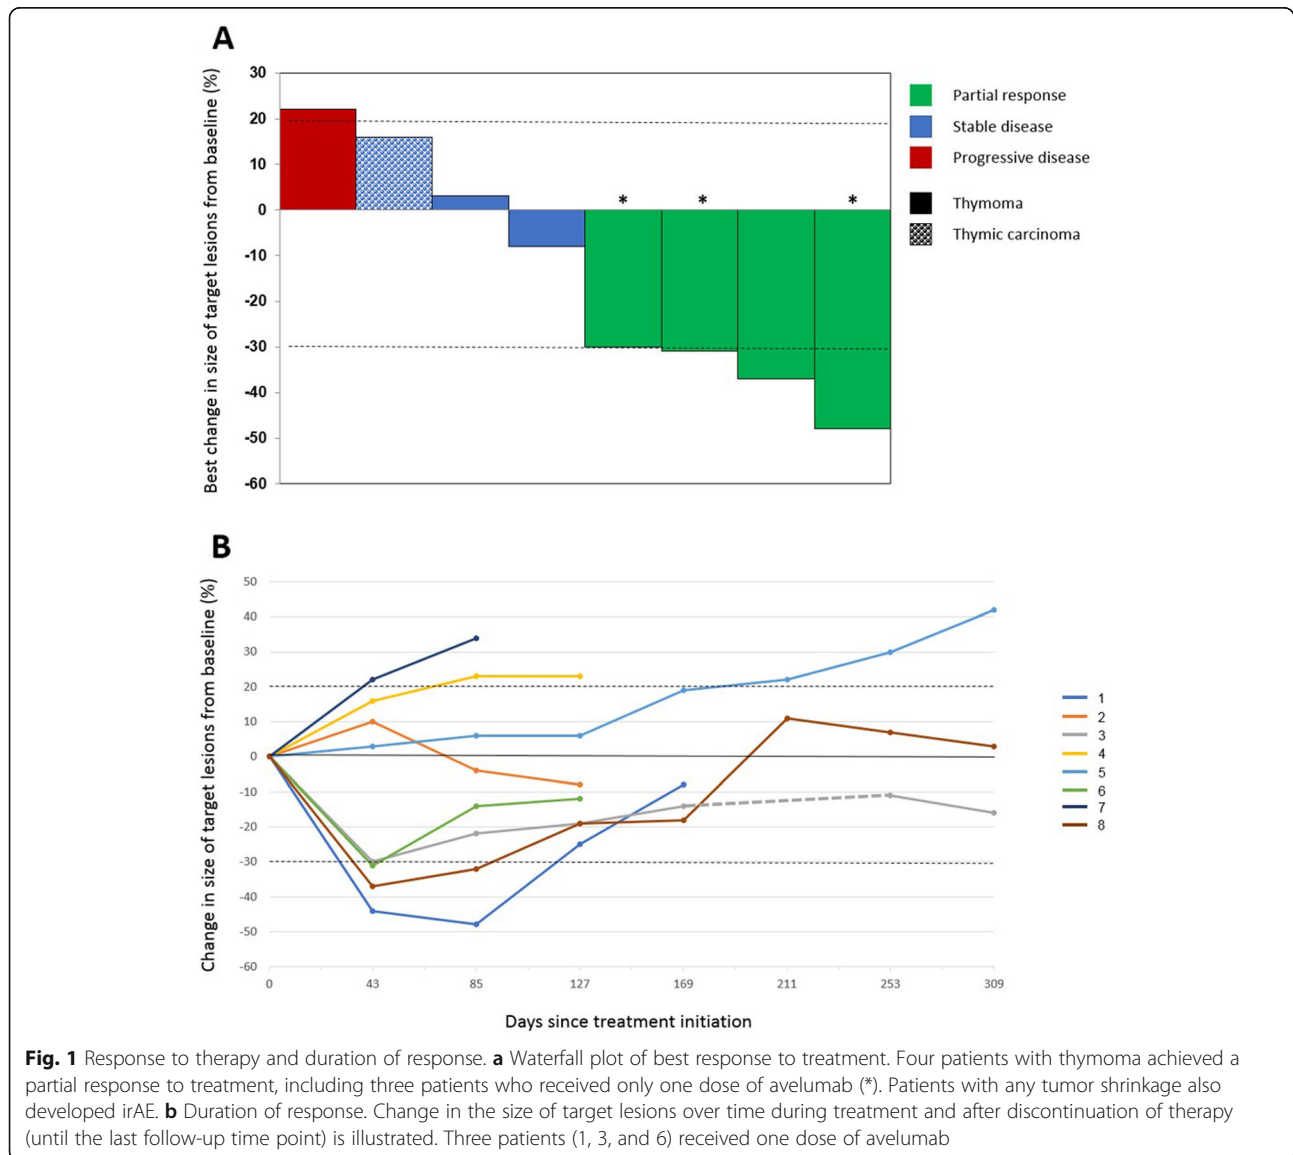 A
Best change in size of target lesions from baseline (%)
30
20
10
0
-10
-20
-30
-40
-50
-60
* * *
Partial response
Stable disease
Progressive disease
Thymoma
Thymic carcinoma
B
Change in size of target lesions from baseline (%)
50
40
30
20
10
0
-10
-20
-30
-40
-50
-60
0 43 85 127 169 211 253 309
Days since treatment initiation
1
2
3
4
5
6
7
8
Fig. 1 Response to therapy and duration of response. a Waterfall plot of best response to treatment. Four patients with thymoma achieved a
partial response to treatment, including three patients who received only one dose of avelumab (*). Patients with any tumor shrinkage also
developed irAE. b Duration of response. Change in the size of target lesions over time during treatment and after discontinuation of therapy
(until the last follow-up time point) is illustrated. Three patients (1, 3, and 6) received one dose of avelumab